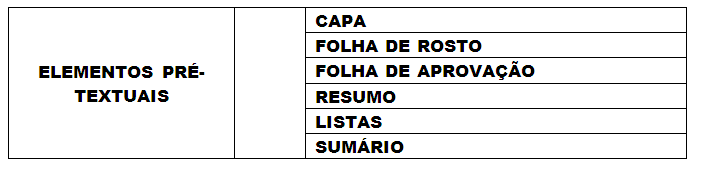 ELEMENTOS PRÉ-
TEXTUAIS
CAPA
FOLHA DE ROSTO
FOLHA DE APROVAÇÃO
RESUMO
LISTAS
SUMÁRIO